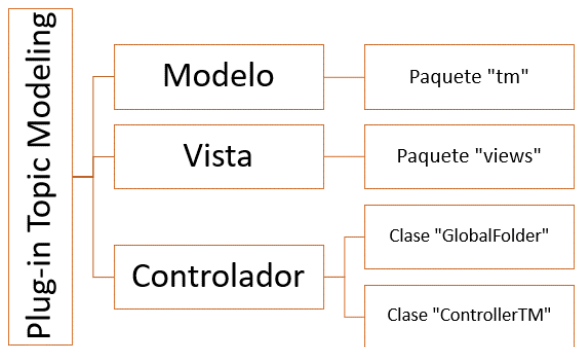 Plug-in Topic Modeling
Modelo
Paquete "tm"
Vista
Paquete "views"
Controlador
Clase "GlobalFolder"
Clase "ControllerTM"